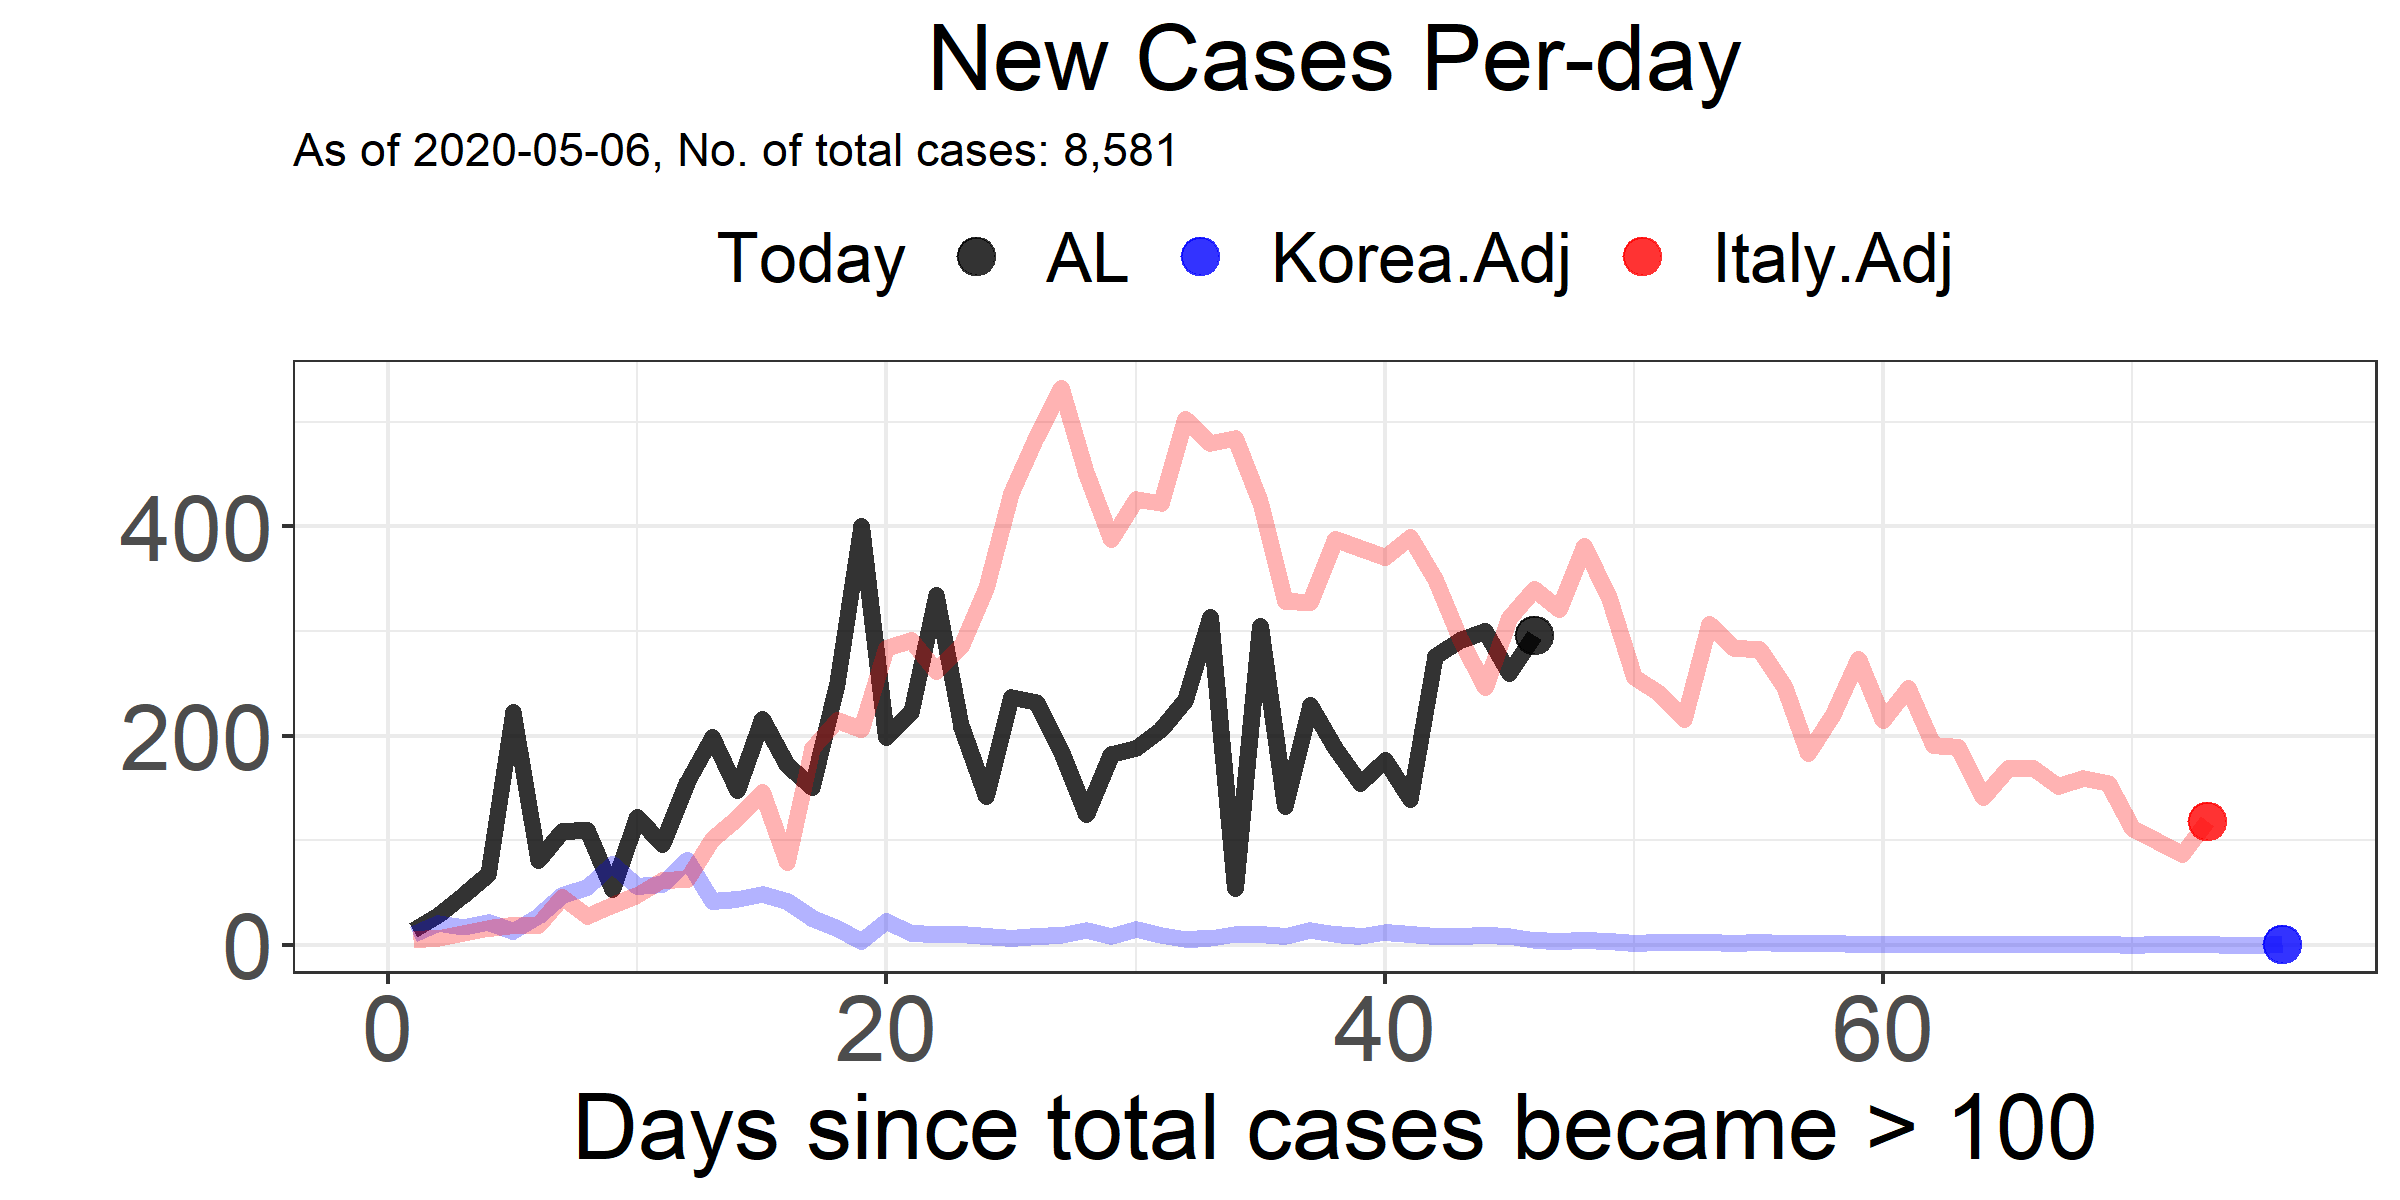 New Cases Per-day
As of 2020-05-06, No. of total cases: 8,581
Today AL Korea.Adj Italy.Adj
400
200
0
0 20 40 60
Days since total cases became > 100